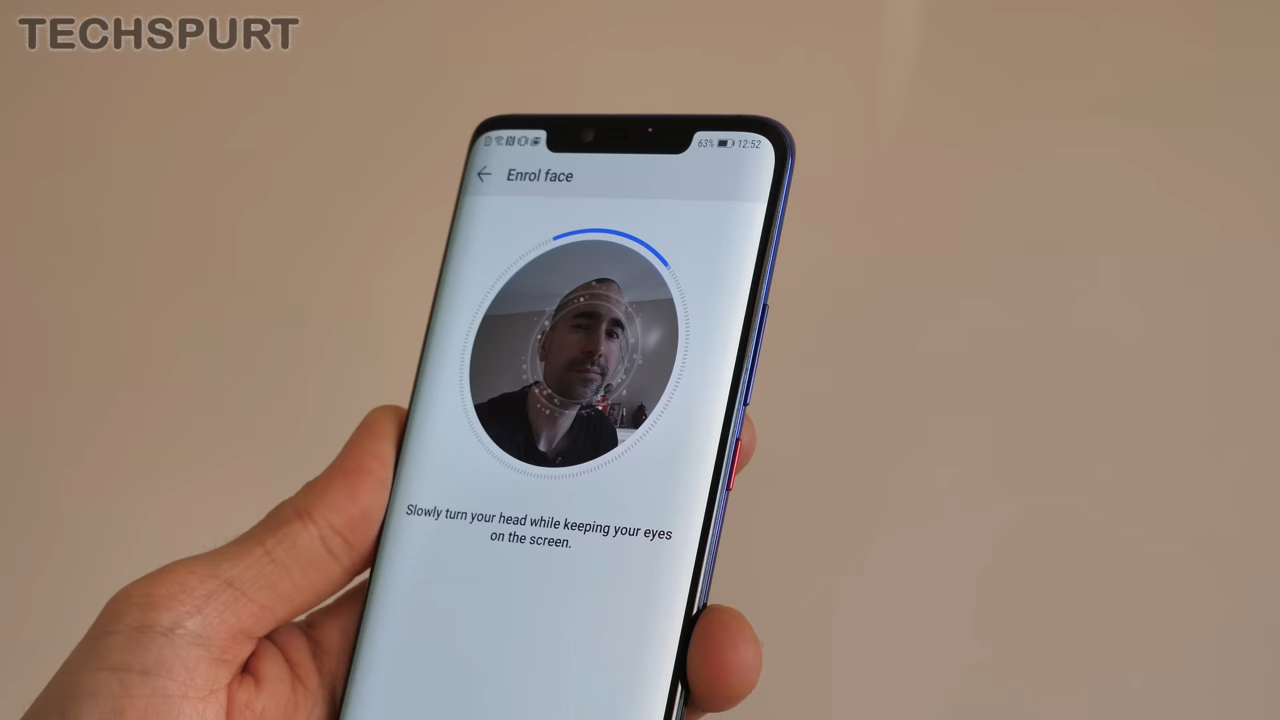 TECHSPURT
63% 12:52
Enrol face
Slowly turn your head while keeping your eyes
on the screen.